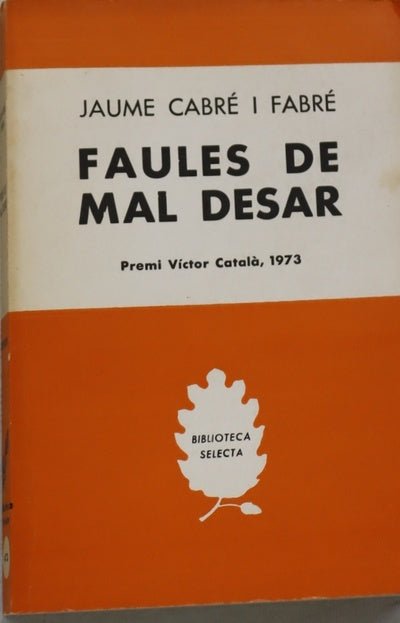 JAUME CABRÉ I FABRÉ
FAULES DE
MAL DESAR
Premi Víctor Català, 1973
BIBLIOTECA
SELECTA